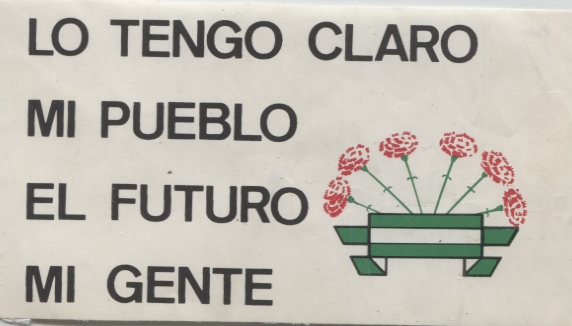 LO TENGO CLARO
MI PUEBLO
EL FUTURO
MI GENTE